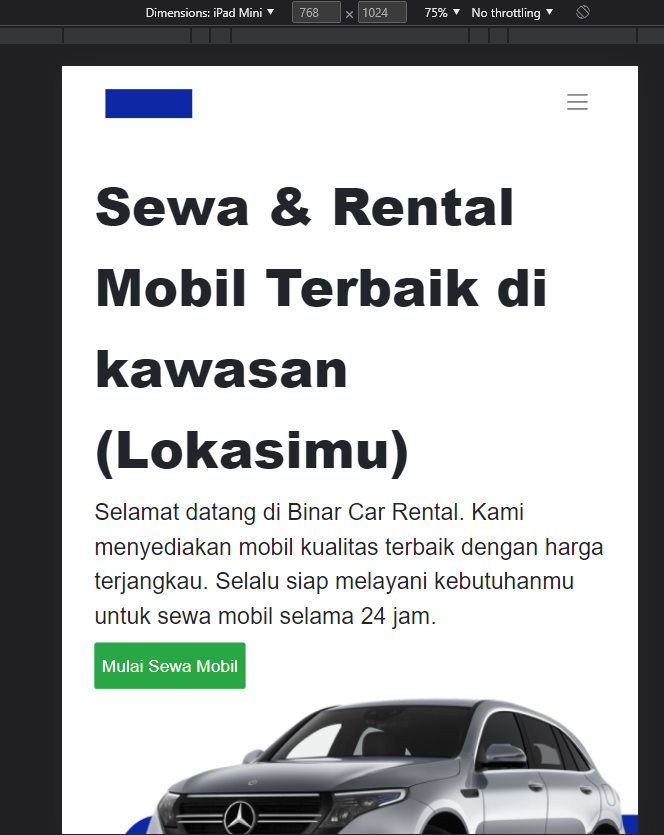 Dimensions: iPad Mini ▼ 768 × 1024 75% ▼ No throttling ▼
Sewa & Rental
Mobil Terbaik di
kawasan
(Lokasimu)
Selamat datang di Binar Car Rental. Kami
menyediakan mobil kualitas terbaik dengan harga
terjangkau. Selalu siap melayani kebutuhanmu
untuk sewa mobil selama 24 jam.
Mulai Sewa Mobil